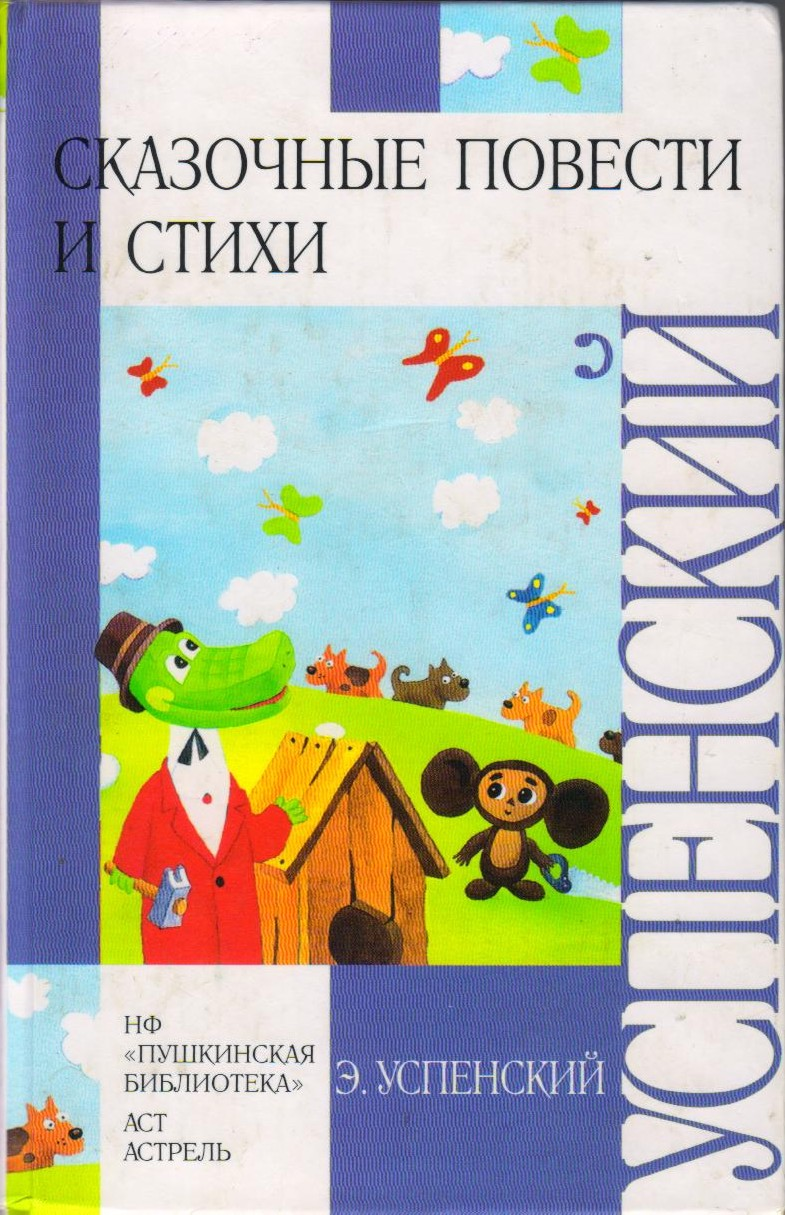 СКАЗОЧНЫЕ ПОВЕСТИ
И СТИХИ
УСПЕНСКИЙ
НФ
«ПУШКИНСКАЯ
БИБЛИОТЕКА»
АСТ
АСТРЕЛЬ
Э. УСПЕНСКИЙ